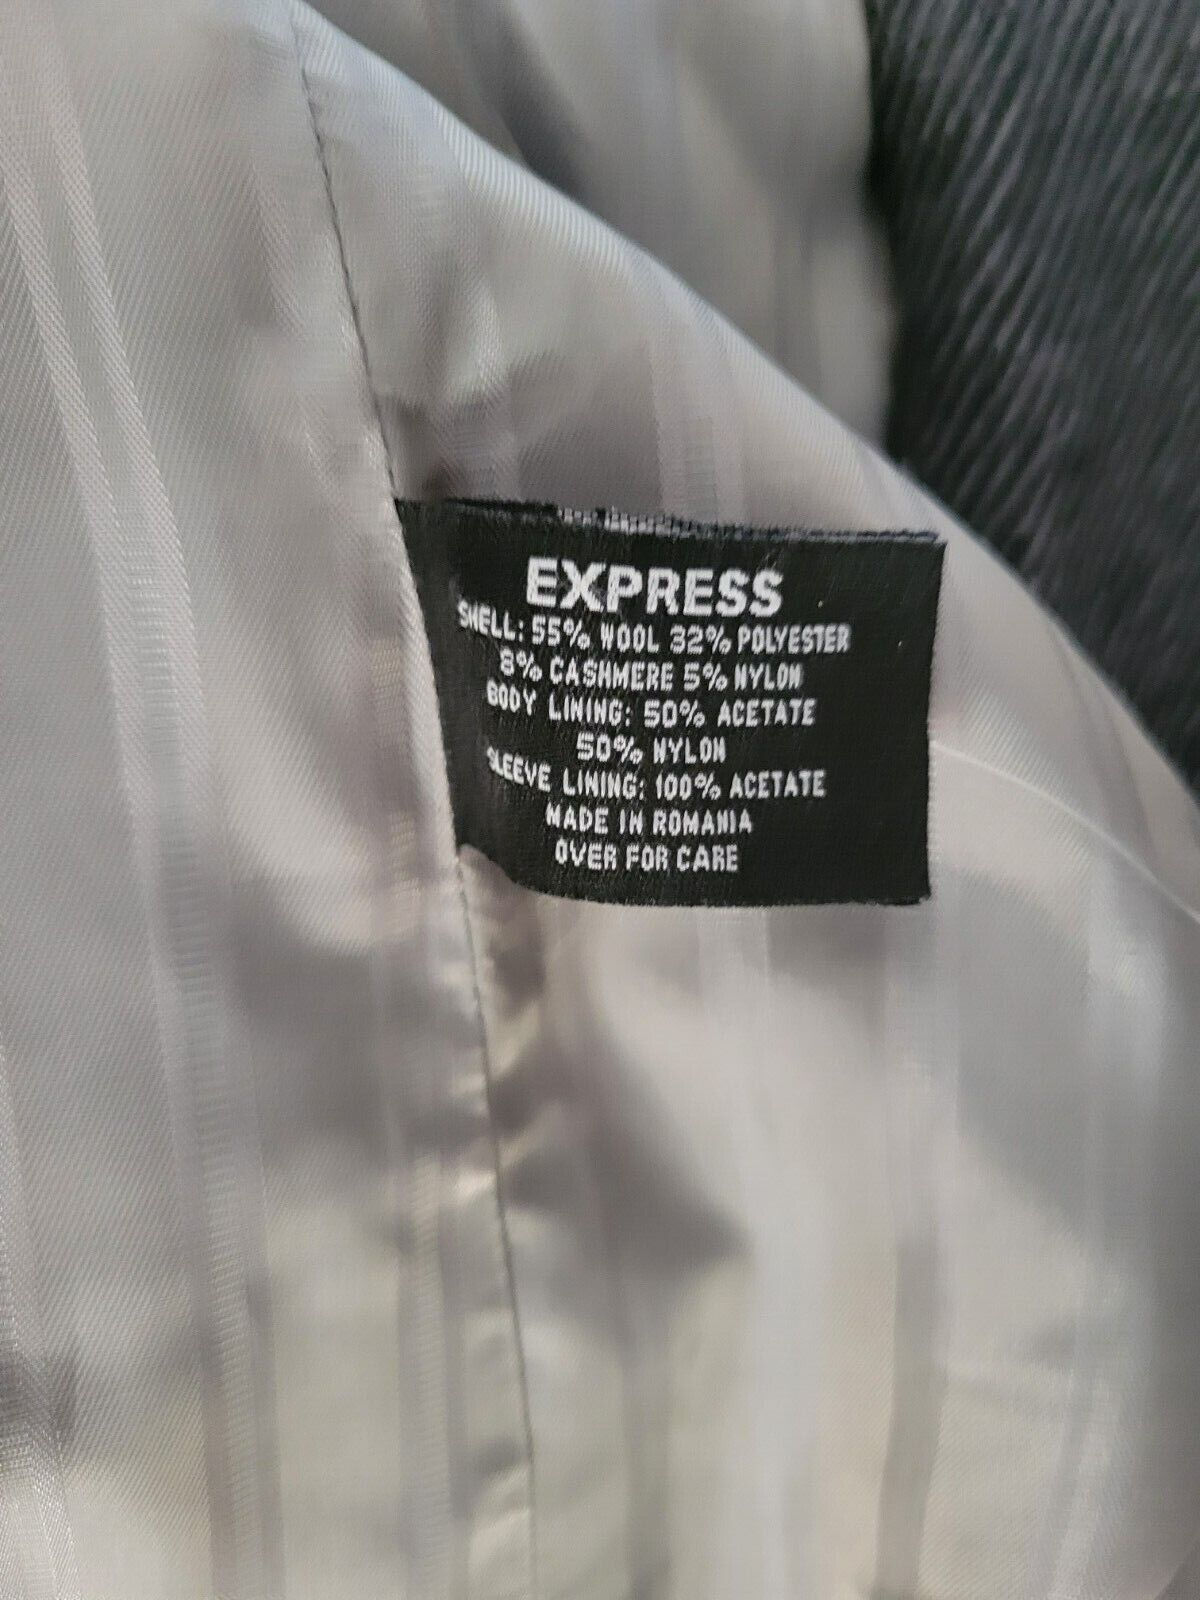 EXPRESS
SHELL: 55% WOOL 32% POLYESTER
8% CASHMERE 5% NYLON
BODY LINING: 50% ACETATE
50% NYLON
SLEEVE LINING: 100% ACETATE
MADE IN ROMANIA
OVER FOR CARE